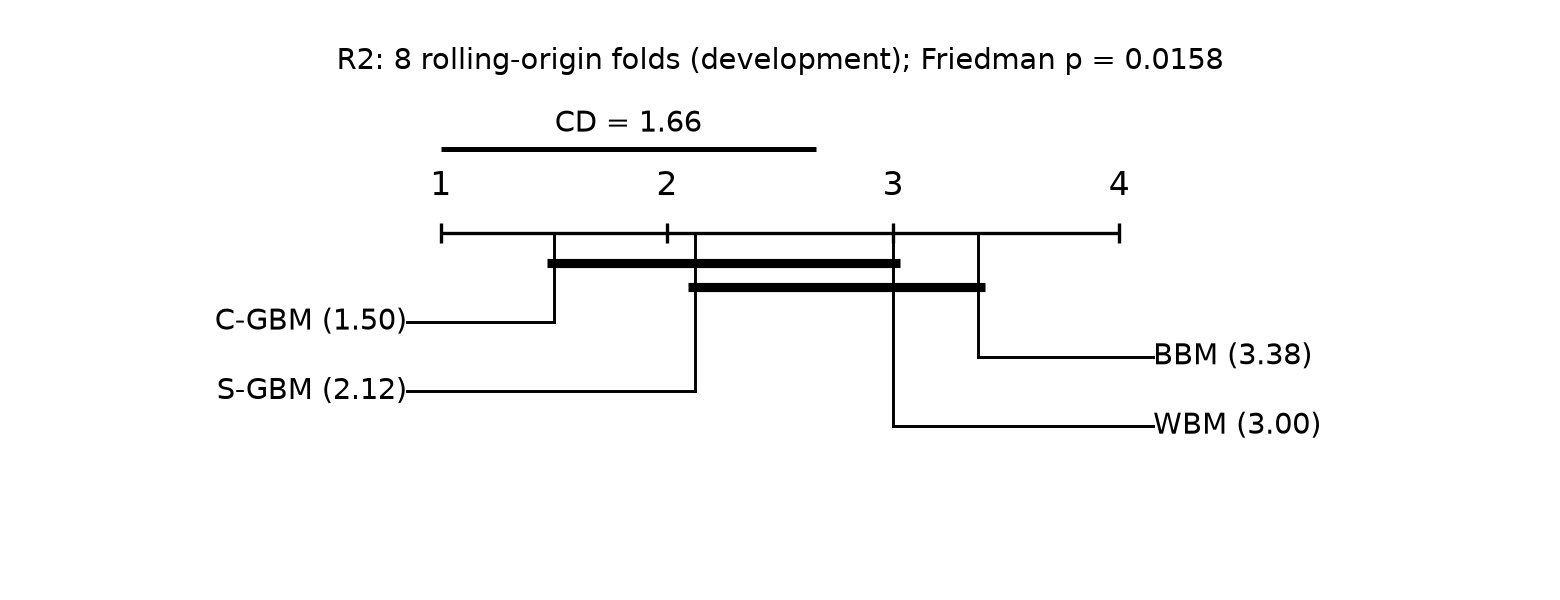 R2: 8 rolling-origin folds (development); Friedman p = 0.0158
CD = 1.66
1 2 3 4
C-GBM (1.50)
BBM (3.38)
S-GBM (2.12)
WBM (3.00)